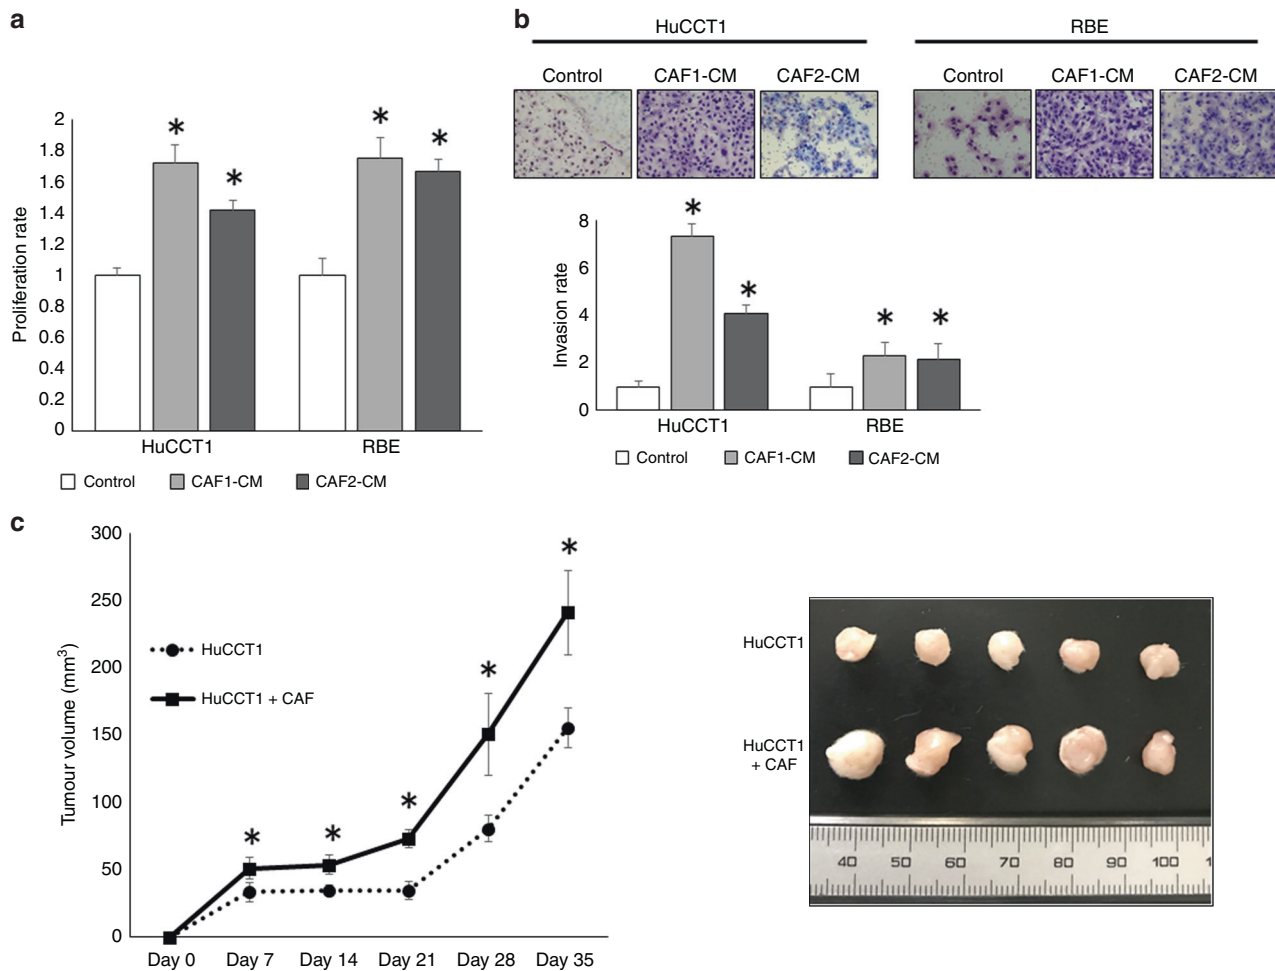 a
2
1.8
1.6
1.4
1.2
1
0.8
0.6
0.4
0.2
0
Proliferation rate
* * * *
HuCCT1 RBE
Control CAF1-CM CAF2-CM
b
HuCCT1 RBE
Control CAF1-CM CAF2-CM Control CAF1-CM CAF2-CM
8
6
4
2
0
Invasion rate
* * * *
HuCCT1 RBE
Control CAF1-CM CAF2-CM
c
300
250
200
150
100
50
0
Tumour volume (mm³)
HuCCT1
HuCCT1 + CAF
* * * * *
Day 0 Day 7 Day 14 Day 21 Day 28 Day 35
HuCCT1
HuCCT1
+ CAF
40 50 60 70 80 90 100 1